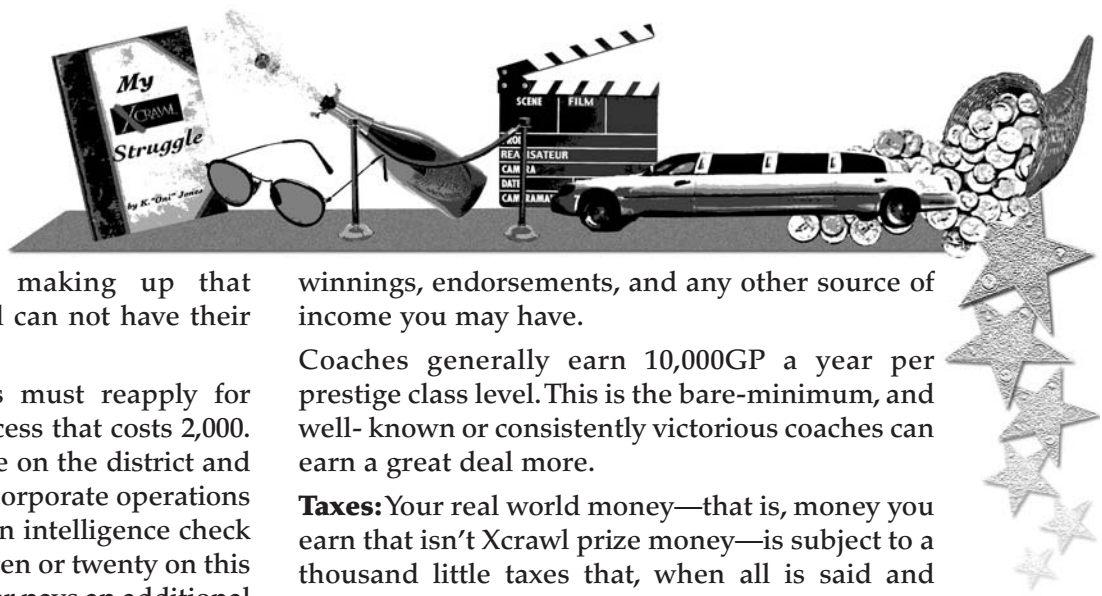 My
XCRAWL
Struggle
by K. "Oni" Jones
SCENE FILM
REALISATEUR
CAMERA
DATE
making up that
can not have their
must reapply for
cess that costs 2,000.
e on the district and
corporate operations
n intelligence check
en or twenty on this
pays an additional
winnings, endorsements, and any other source of
income you may have.
Coaches generally earn 10,000GP a year per
prestige class level. This is the bare-minimum, and
well- known or consistently victorious coaches can
earn a great deal more.
Taxes: Your real world money—that is, money you
earn that isn't Xcrawl prize money—is subject to a
thousand little taxes that, when all is said and